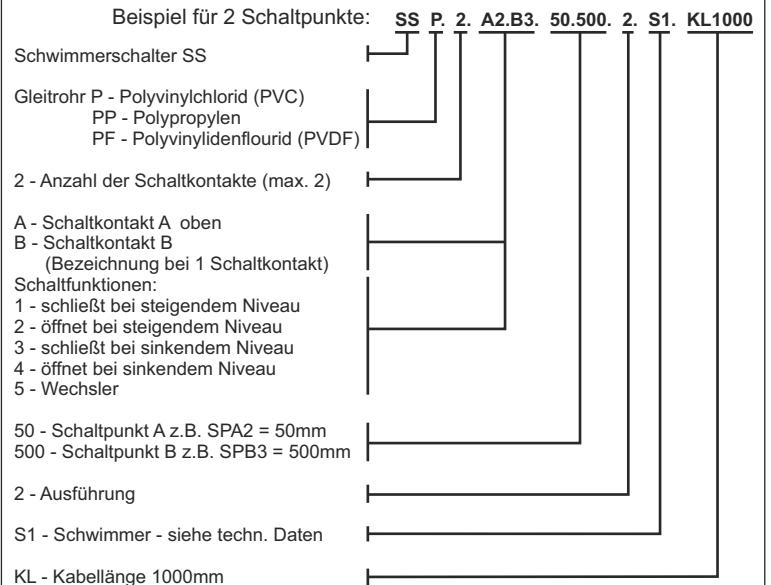 Beispiel für 2 Schaltpunkte: SS P. 2. A2.B3. 50.500. 2. S1. KL1000
Schwimmerschalter SS
Gleitrohr P - Polyvinylchlorid (PVC)
PP - Polypropylen
PF - Polyvinylidenflourid (PVDF)
2 - Anzahl der Schaltkontakte (max. 2)
A - Schaltkontakt A oben
B - Schaltkontakt B
(Bezeichnung bei 1 Schaltkontakt)
Schaltfunktionen:
1 - schließt bei steigendem Niveau
2 - öffnet bei steigendem Niveau
3 - schließt bei sinkendem Niveau
4 - öffnet bei sinkendem Niveau
5 - Wechsler
50 - Schaltpunkt A z.B. SPA2 = 50mm
500 - Schaltpunkt B z.B. SPB3 = 500mm
2 - Ausführung
S1 - Schwimmer - siehe techn. Daten
KL - Kabellänge 1000mm